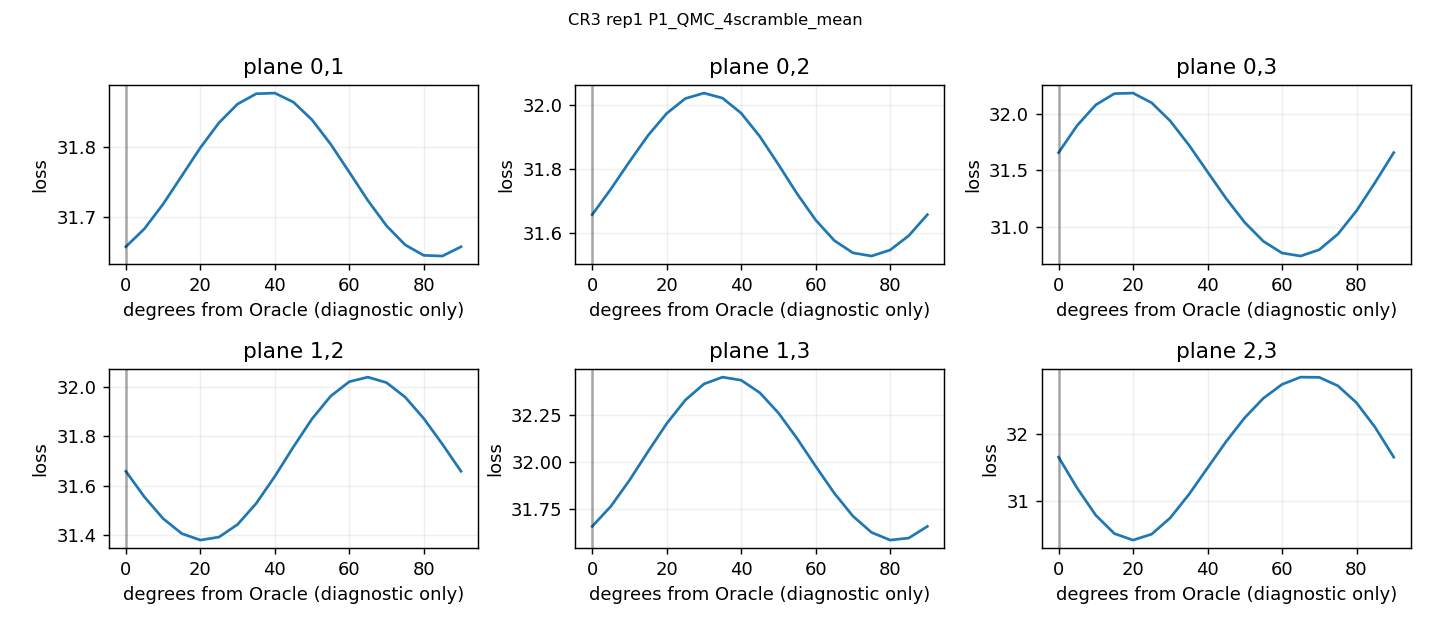 CR3 rep1 P1_QMC_4scramble_mean
plane 0,1
plane 0,2
plane 0,3
loss
31.8
31.7
0 20 40 60 80
degrees from Oracle (diagnostic only)
loss
32.0
31.8
31.6
0 20 40 60 80
degrees from Oracle (diagnostic only)
loss
32.0
31.5
31.0
0 20 40 60 80
degrees from Oracle (diagnostic only)
plane 1,2
plane 1,3
plane 2,3
loss
32.0
31.8
31.6
31.4
0 20 40 60 80
degrees from Oracle (diagnostic only)
loss
32.25
32.00
31.75
0 20 40 60 80
degrees from Oracle (diagnostic only)
loss
32
31
0 20 40 60 80
degrees from Oracle (diagnostic only)